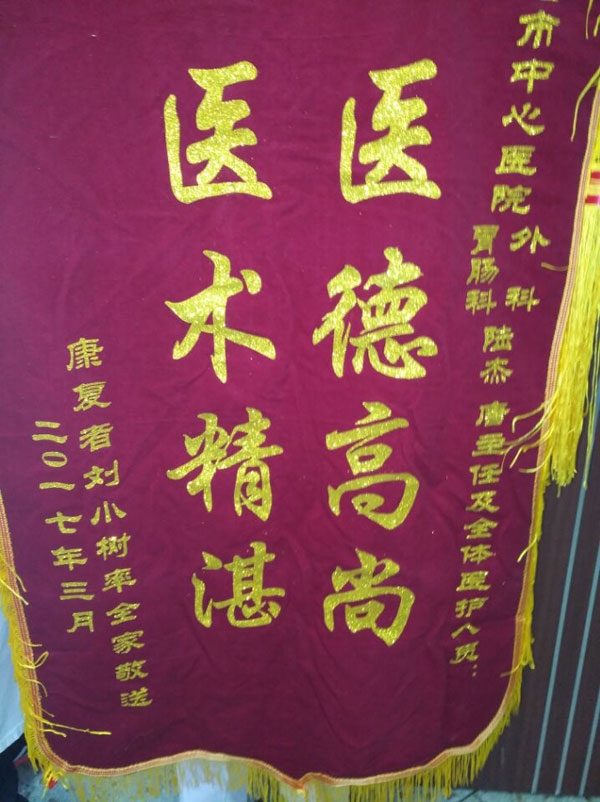 市中心医院外科
胃肠科 陆杰 唐主任及全体医护人员:
医德高尚
医术精湛
康复者刘小树率全家敬送
二〇一七年三月